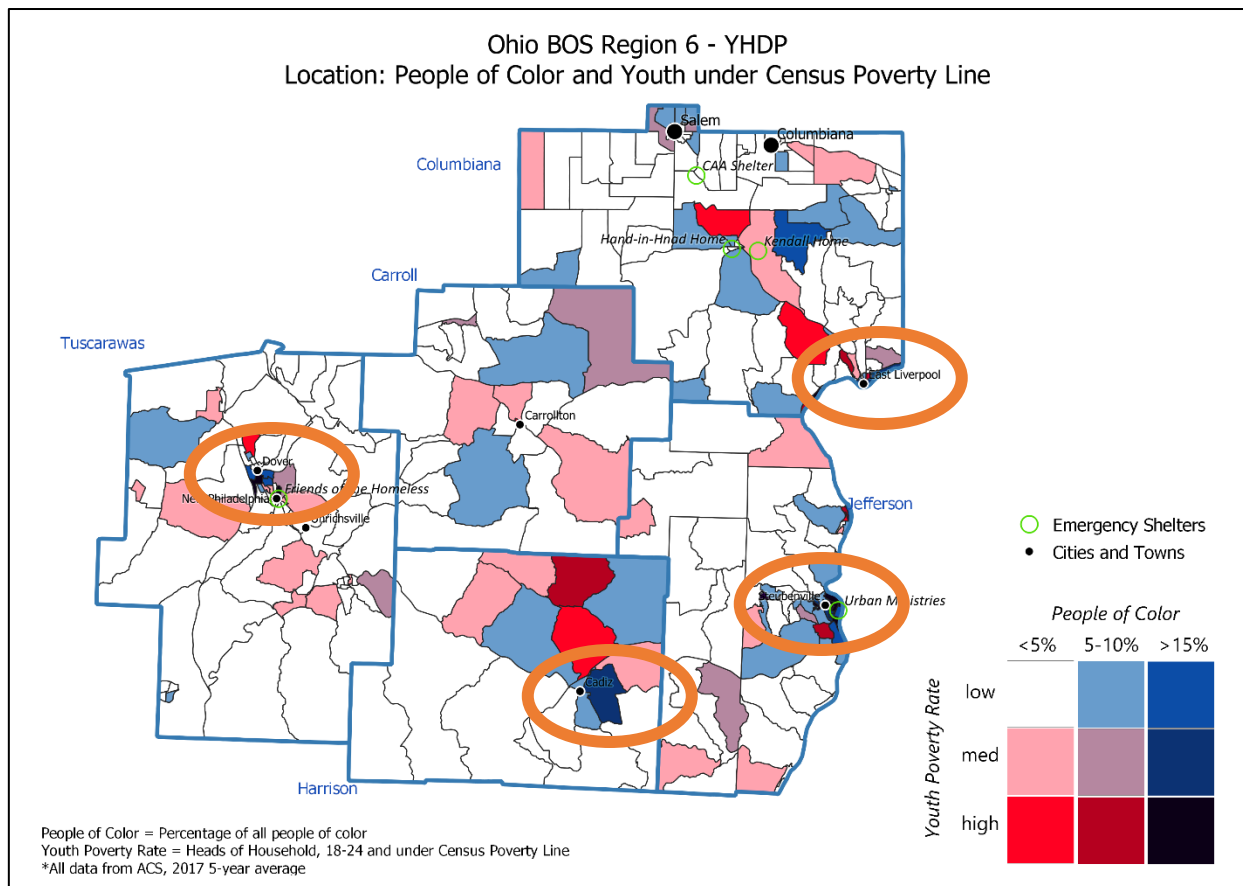 Ohio BOS Region 6 - YHDP
Location: People of Color and Youth under Census Poverty Line
Salem
Columbiana
Columbiana
CAA Shelter
Hand-in-Hnad Home
Kendall Home
Carroll
Tuscarawas
East Liverpool
Carrollton
Dover
Friends of the Homeless
New Philadelphia
Uhrichsville
Jefferson
Steubenville
Urban Ministries
Cadiz
Harrison
Emergency Shelters
Cities and Towns
People of Color
<5% 5-10% >15%
Youth Poverty Rate
low
med
high
People of Color = Percentage of all people of color
Youth Poverty Rate = Heads of Household, 18-24 and under Census Poverty Line
*All data from ACS, 2017 5-year average